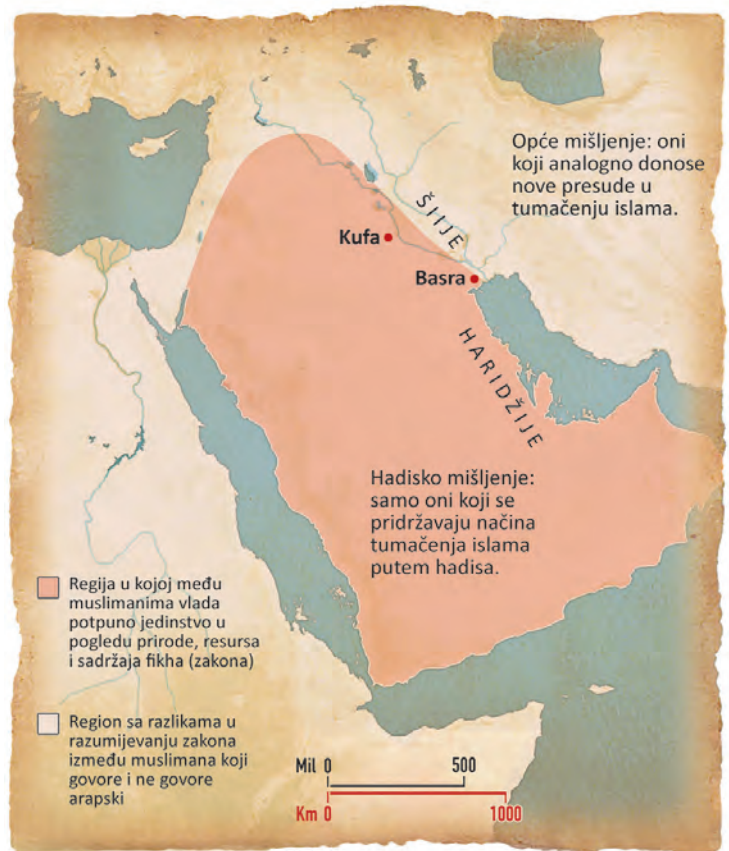 Opće mišljenje: oni
koji analogno donose
nove presude u
tumačenju islama.
ŠIIJE
Kufa
Basra
HARIDŽIJE
Hadisko mišljenje:
samo oni koji se
pridržavaju načina
tumačenja islama
putem hadisa.
Regija u kojoj među
muslimanima vlada
potpuno jedinstvo u
pogledu prirode, resursa
i sadržaja fikha (zakona)
Region sa razlikama u
razumijevanju zakona
između muslimana koji
govore i ne govore
arapski
Mil 0 500
Km 0 1000